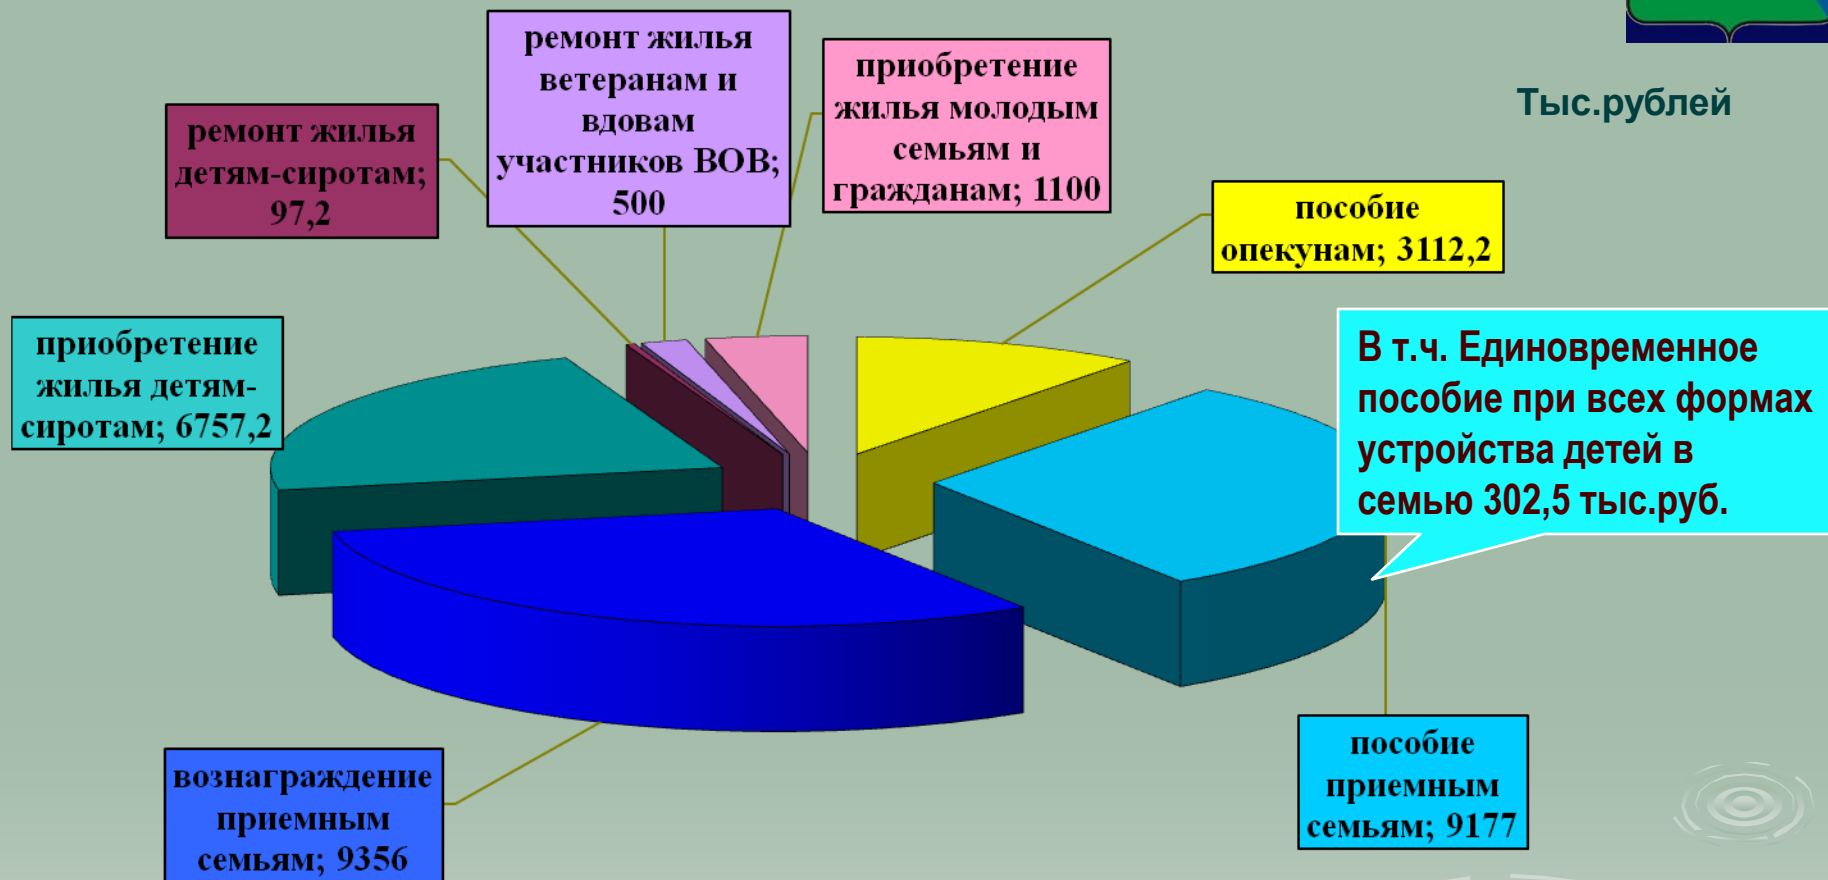 Тыс.рублей
ремонт жилья
ветеранам и
вдовам
участников ВОВ;
500
приобретение
жилья молодым
семьям и
гражданам; 1100
ремонт жилья
детям-сиротам;
97,2
пособие
опекунам; 3112,2
приобретение
жилья детям-
сиротам; 6757,2
В т.ч. Единовременное
пособие при всех формах
устройства детей в
семью 302,5 тыс.руб.
вознаграждение
приемным
семьям; 9356
пособие
приемным
семьям; 9177